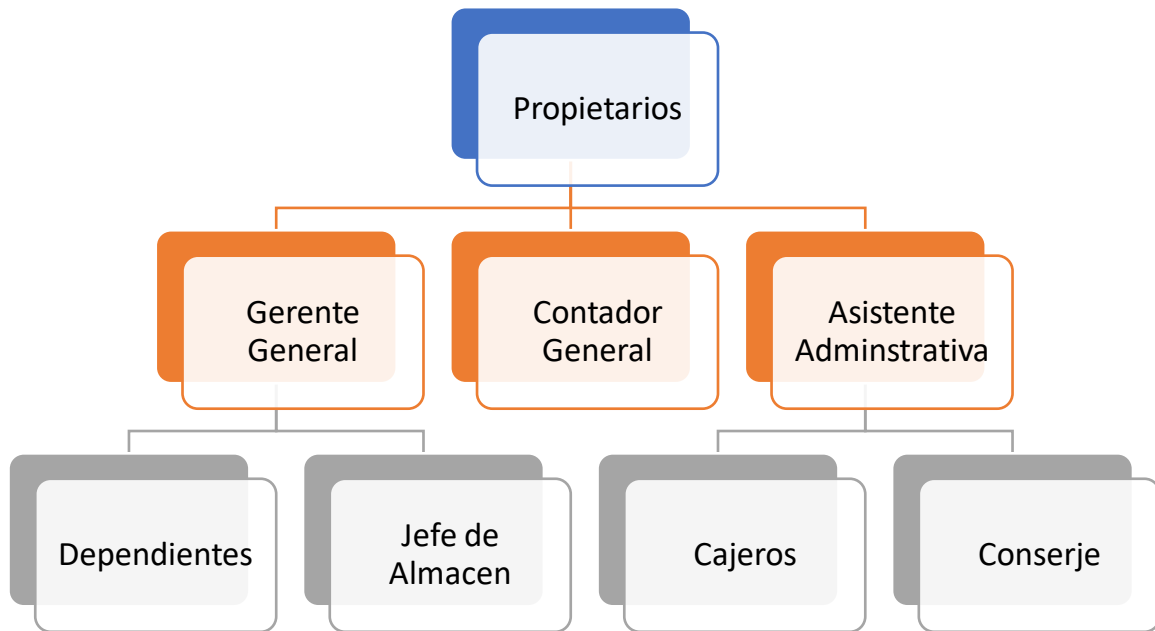 Propietarios
Gerente
General
Contador
General
Asistente
Adminstrativa
Dependientes
Jefe de
Almacen
Cajeros
Conserje